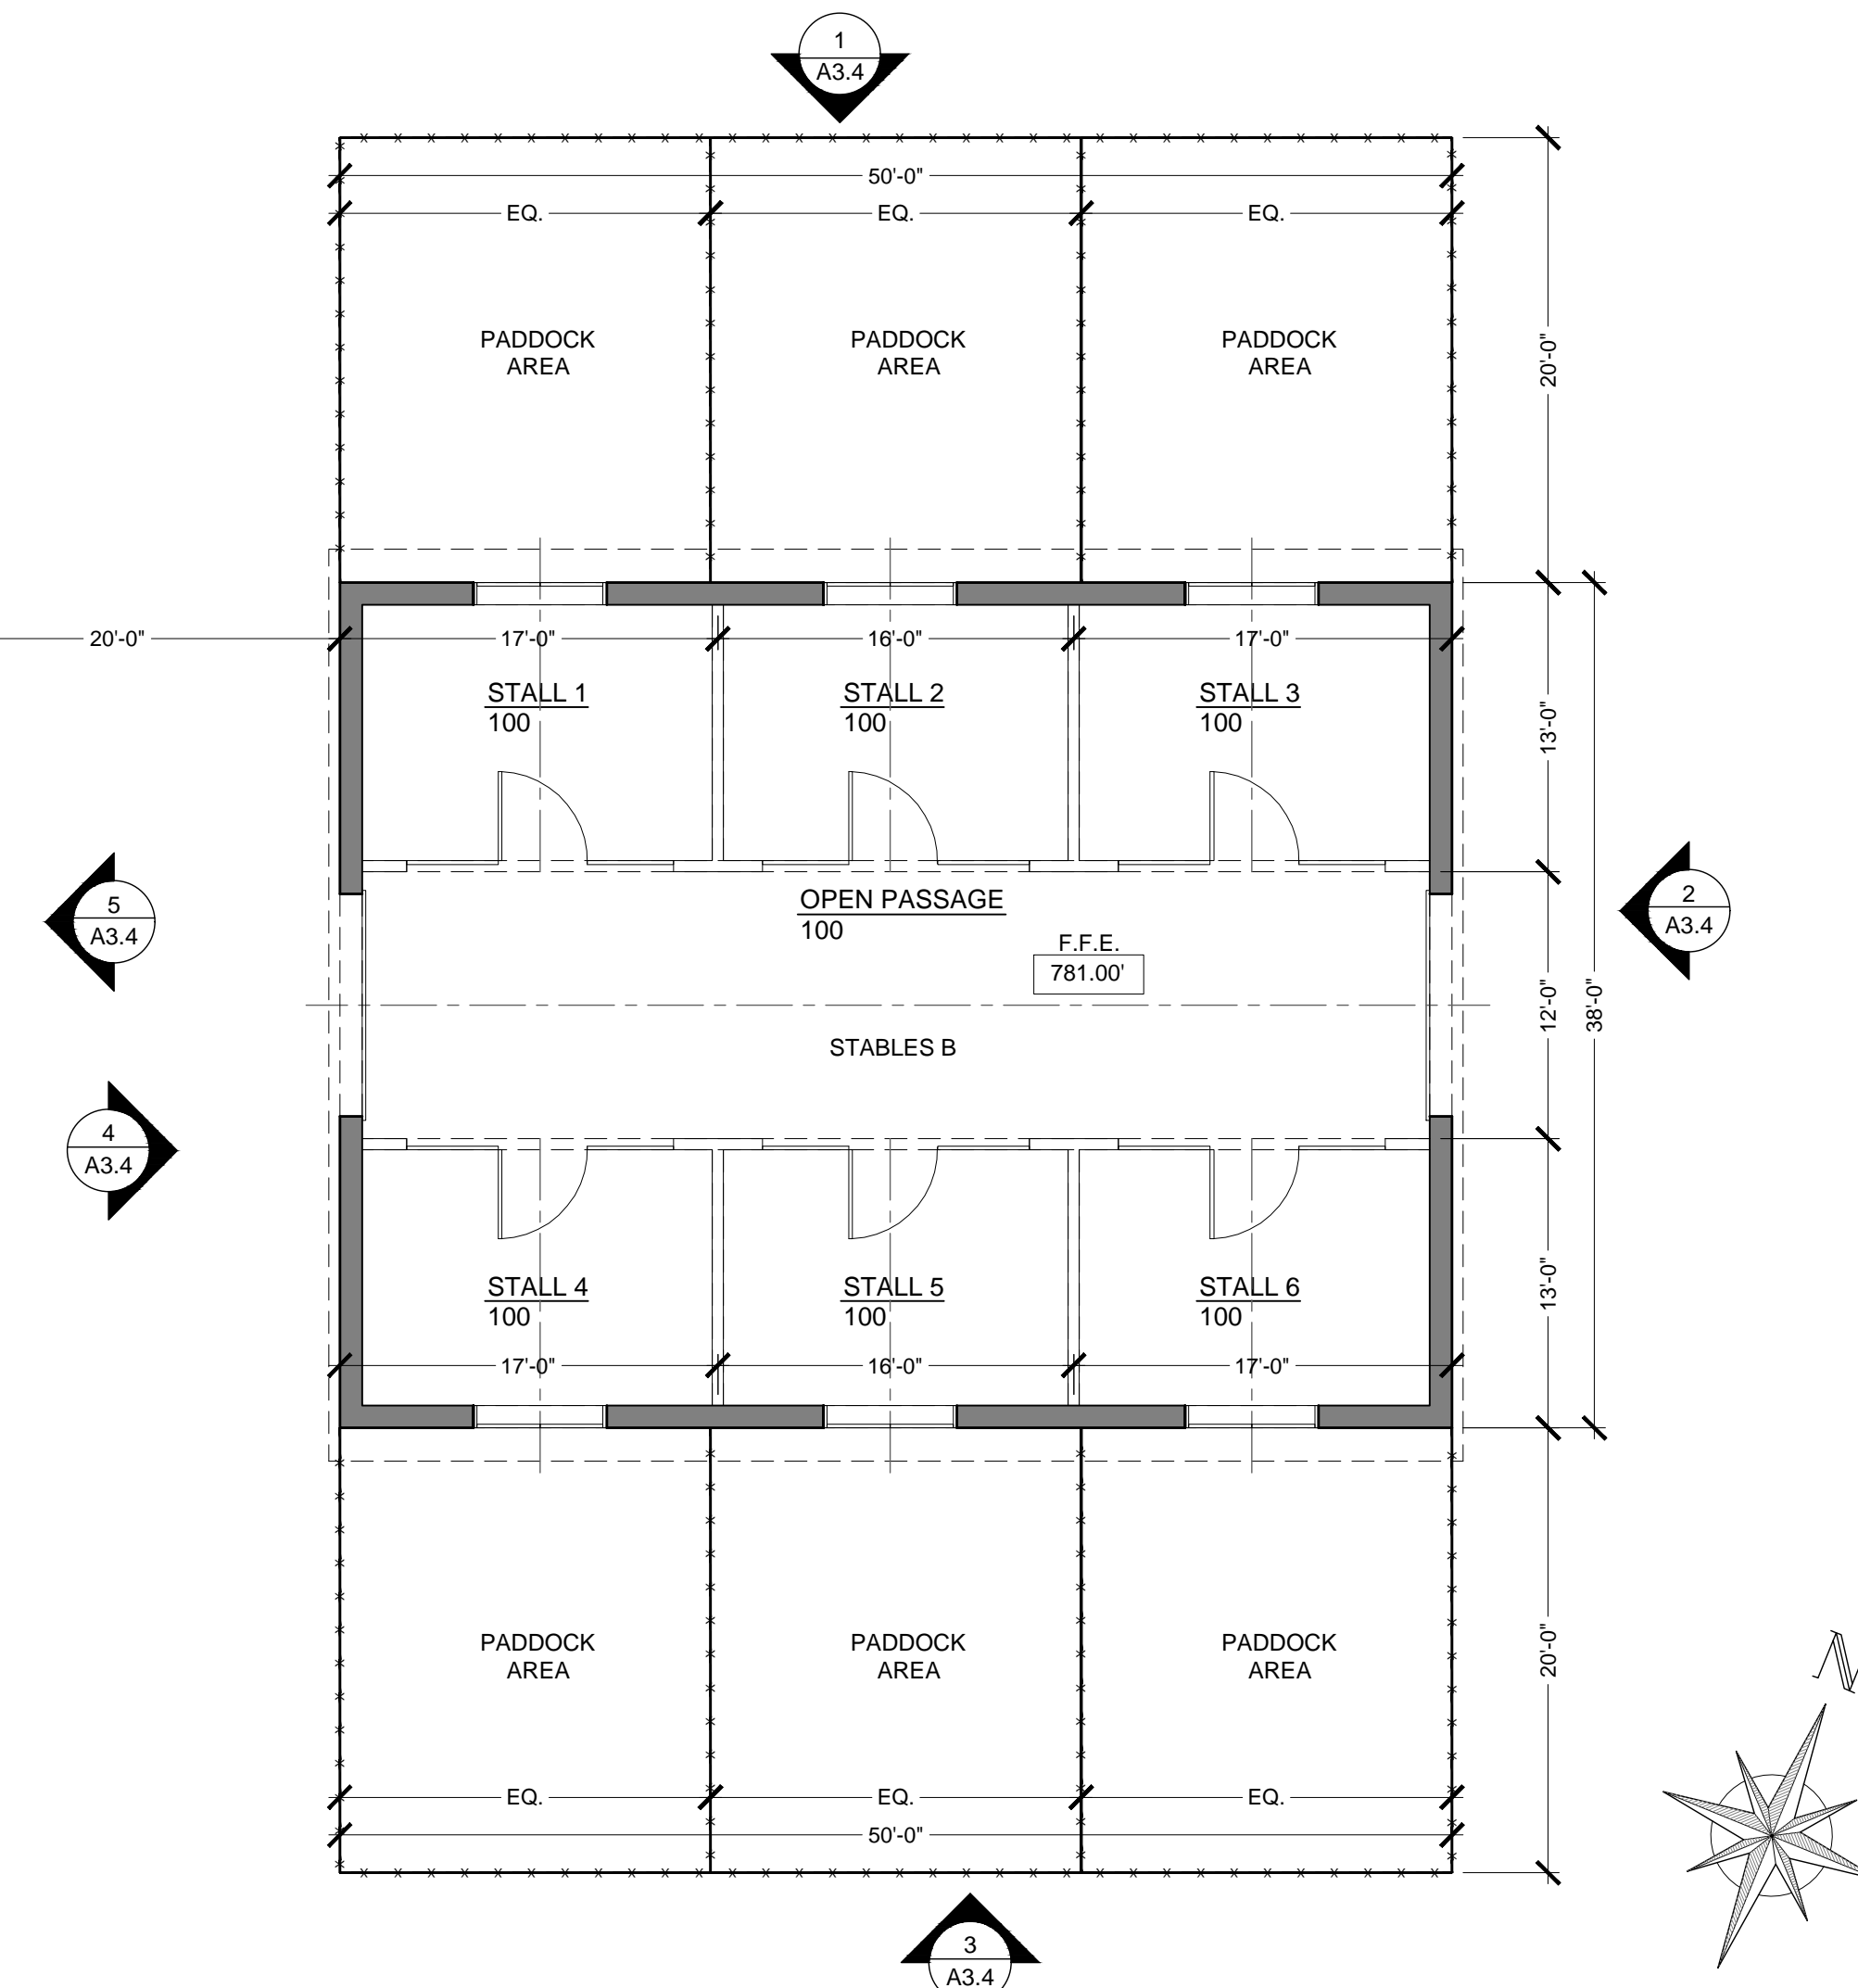 1
A3.4
50'-0"
EQ.
EQ.
EQ.
PADDOCK
AREA
PADDOCK
AREA
PADDOCK
AREA
20'-0"
20'-0"
17'-0"
16'-0"
17'-0"
STALL 1
100
STALL 2
100
STALL 3
100
13'-0"
5
A3.4
OPEN PASSAGE
100
F.F.E.
781.00'
2
A3.4
12'-0"
38'-0"
STABLES B
4
A3.4
STALL 4
100
STALL 5
100
STALL 6
100
13'-0"
17'-0"
16'-0"
17'-0"
PADDOCK
AREA
PADDOCK
AREA
PADDOCK
AREA
20'-0"
N
EQ.
EQ.
EQ.
50'-0"
3
A3.4